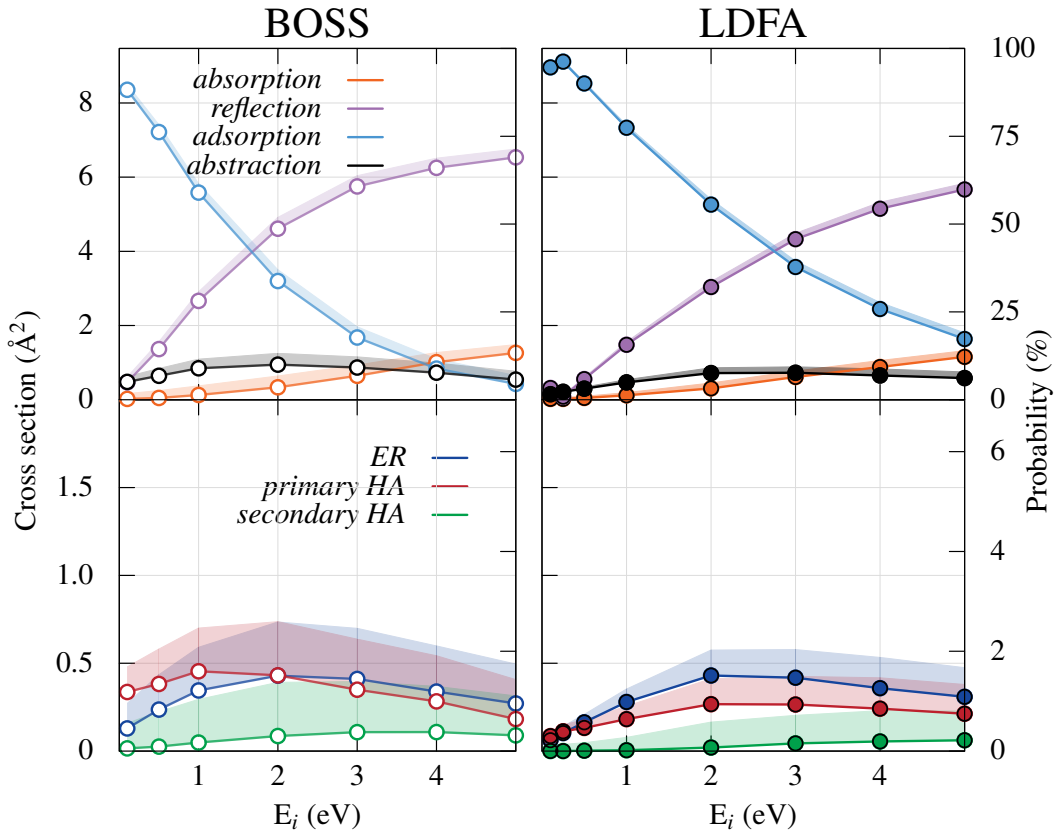 BOSS
LDFA
absorption
reflection
adsorption
abstraction
8
6
4
2
0
100
75
50
25
0
Cross section (Å²)
Probability (%)
ER
primary HA
secondary HA
1.5
1.0
0.5
0
6
4
2
0
1 2 3 4
1 2 3 4
Eᵢ (eV)
Eᵢ (eV)